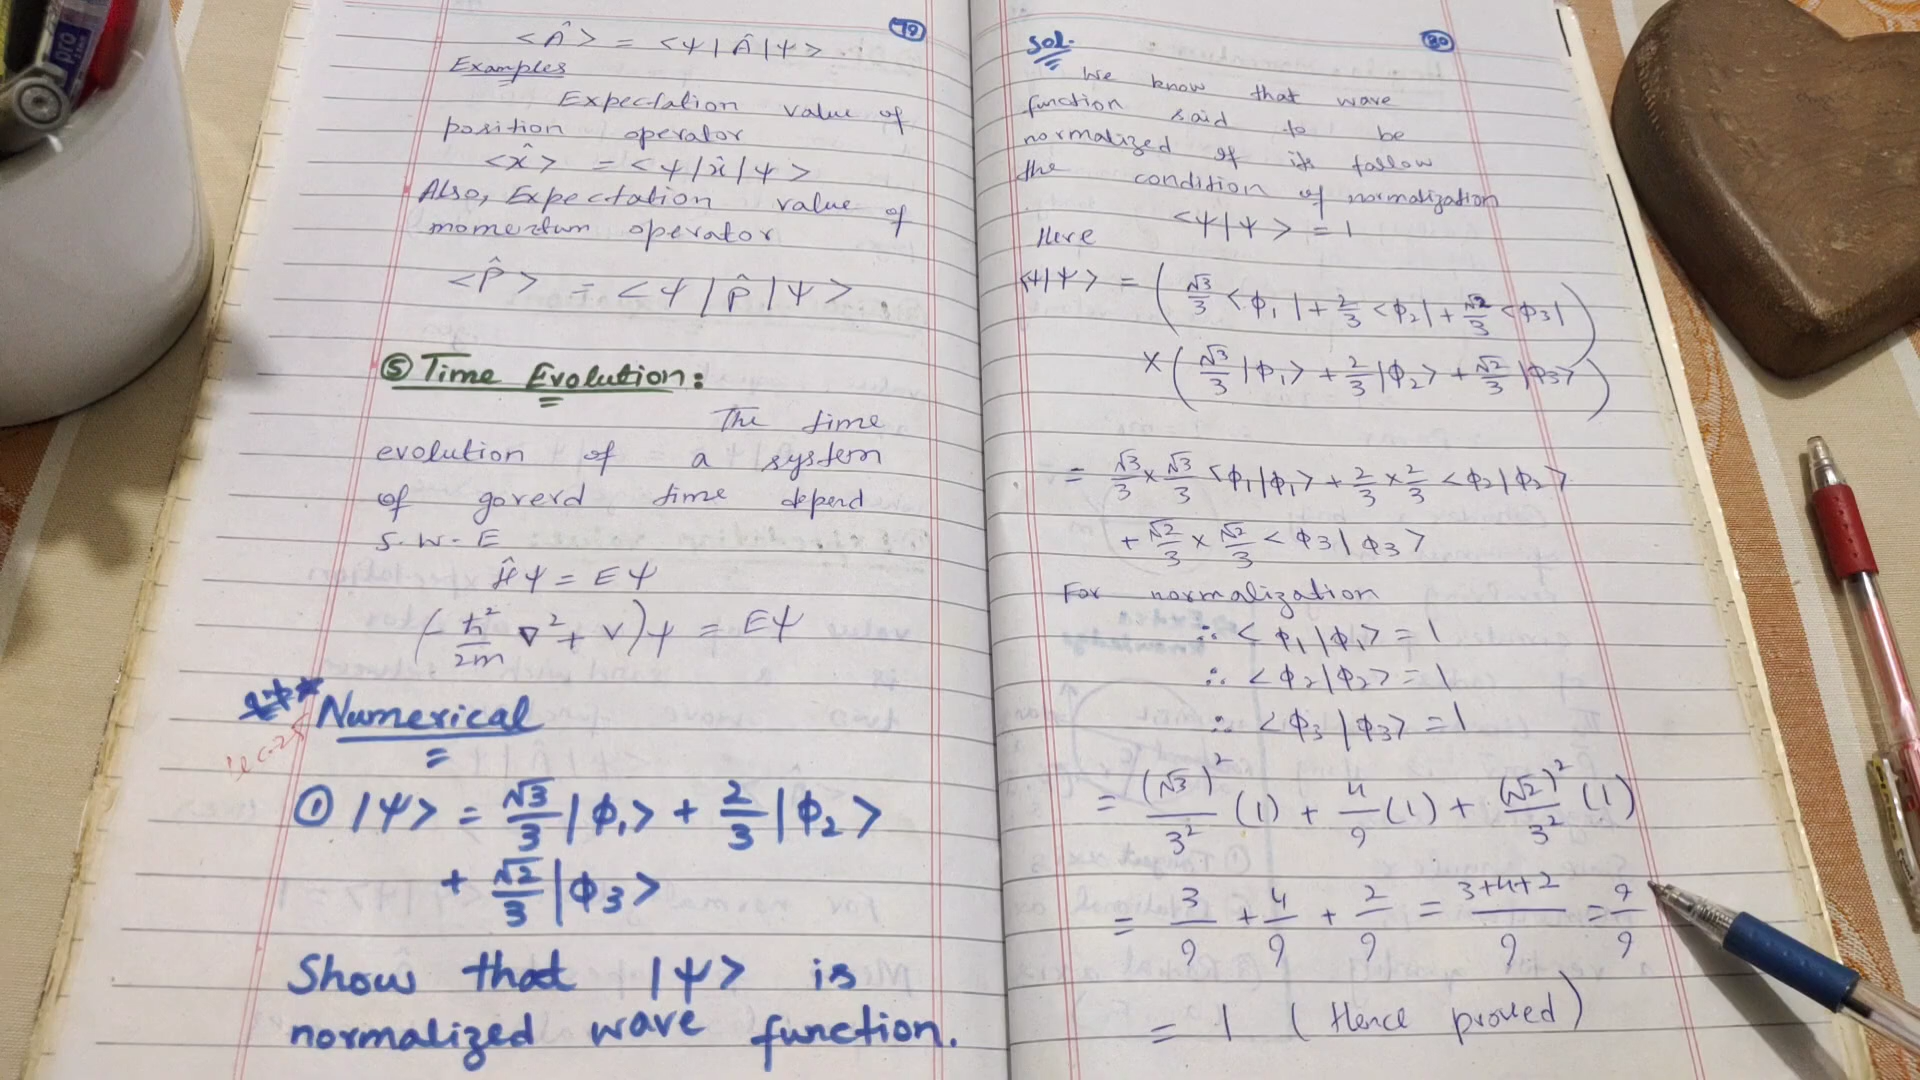 19
<Â> = <ψ|Â|ψ>
Examples
Expectation value of
position operator
<x̂> = <ψ|x̂|ψ>
Also, Expectation value of
momentum operator
<P̂> = <ψ|P̂|ψ>
⑤ Time Evolution:
The time
evolution of a system
of goverd time depend
S.W.E
Ĥψ = Eψ
(-ħ²/2m ∇² + V)ψ = Eψ
*** Numerical
① |ψ> = √3/3 |ϕ₁> + 2/3 |ϕ₂>
+ √2/3 |ϕ₃>
Show that |ψ> is
normalized wave function.
20
Sol.
We know that wave
function said to be
normalized if its follow
the condition of normalization
<ψ|ψ> = 1
Here
<ψ|ψ> = (√3/3 <ϕ₁| + 2/3 <ϕ₂| + √2/3 <ϕ₃|)
× (√3/3 |ϕ₁> + 2/3 |ϕ₂> + √2/3 |ϕ₃>)
= √3/3 × √3/3 <ϕ₁|ϕ₁> + 2/3 × 2/3 <ϕ₂|ϕ₂>
+ √2/3 × √2/3 <ϕ₃|ϕ₃>
For normalization
∴ <ϕ₁|ϕ₁> = 1
∴ <ϕ₂|ϕ₂> = 1
∴ <ϕ₃|ϕ₃> = 1
= (√3)²/3² (1) + 4/9 (1) + (√2)²/3² (1)
= 3/9 + 4/9 + 2/9 = 3+4+2/9 = 9/9
= 1 (Hence proved)
pro